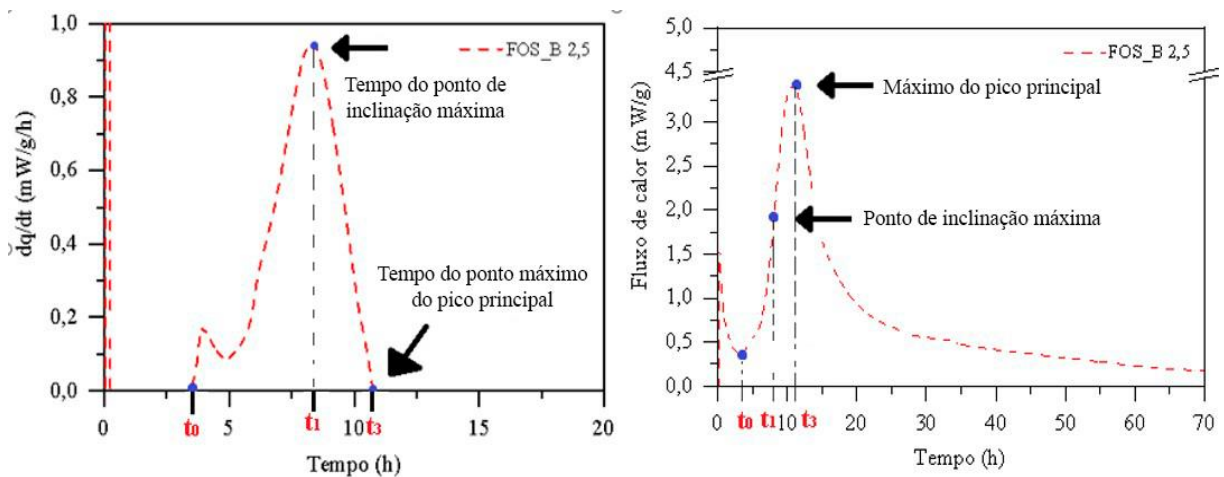 1,0
0,8
0,6
0,4
0,2
0,0
dq/dt (mW/g/h)
FOS_B 2,5
Tempo do ponto de
inclinação máxima
Tempo do ponto máximo
do pico principal
0 t0 5 t1 10 t3 15 20
Tempo (h)
5,0
4,5
3,0
2,5
2,0
1,5
1,0
0,5
0,0
Fluxo de calor (mW/g)
FOS_B 2,5
Máximo do pico principal
Ponto de inclinação máxima
0 10 20 30 40 50 60 70
t0 t1 t3
Tempo (h)